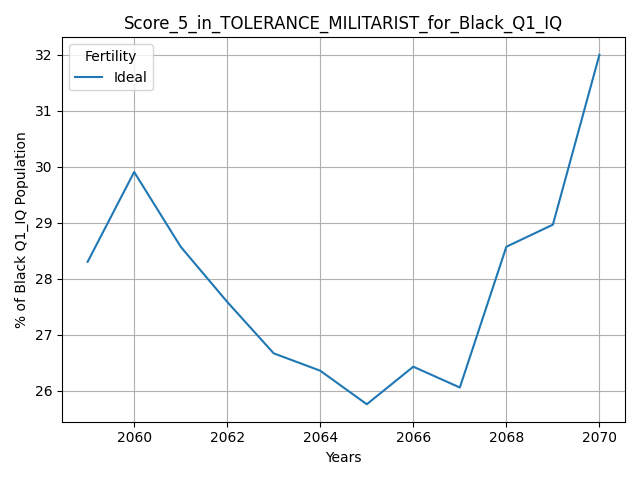 Score_5_in_TOLERANCE_MILITARIST_for_Black_Q1_IQ
Fertility
Ideal
% of Black Q1_IQ Population
32
31
30
29
28
27
26
2060 2062 2064 2066 2068 2070
Years